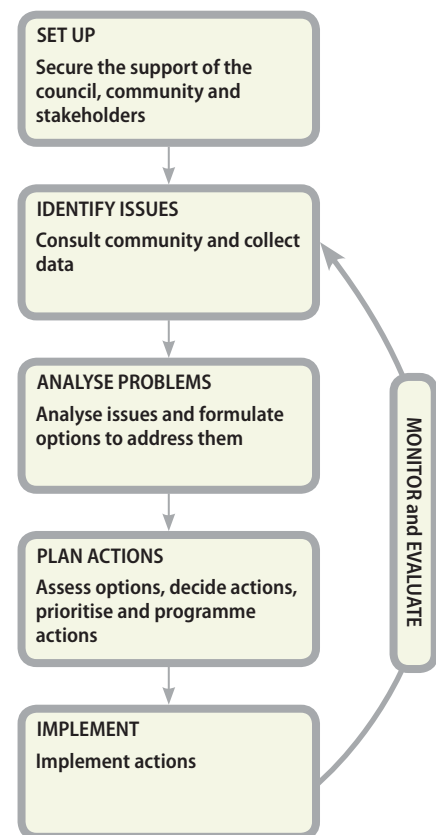 SET UP
Secure the support of the
council, community and
stakeholders
IDENTIFY ISSUES
Consult community and collect
data
ANALYSE PROBLEMS
Analyse issues and formulate
options to address them
PLAN ACTIONS
Assess options, decide actions,
prioritise and programme
actions
IMPLEMENT
Implement actions
MONITOR and EVALUATE